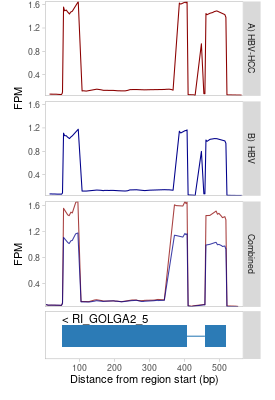 1.6
1.2
0.8
0.4
FPM
A) HBV-HCC
1.6
1.2
0.8
0.4
B) HBV
1.6
1.2
0.8
0.4
FPM
Combined
< RI_GOLGA2_5
100 200 300 400 500
Distance from region start (bp)